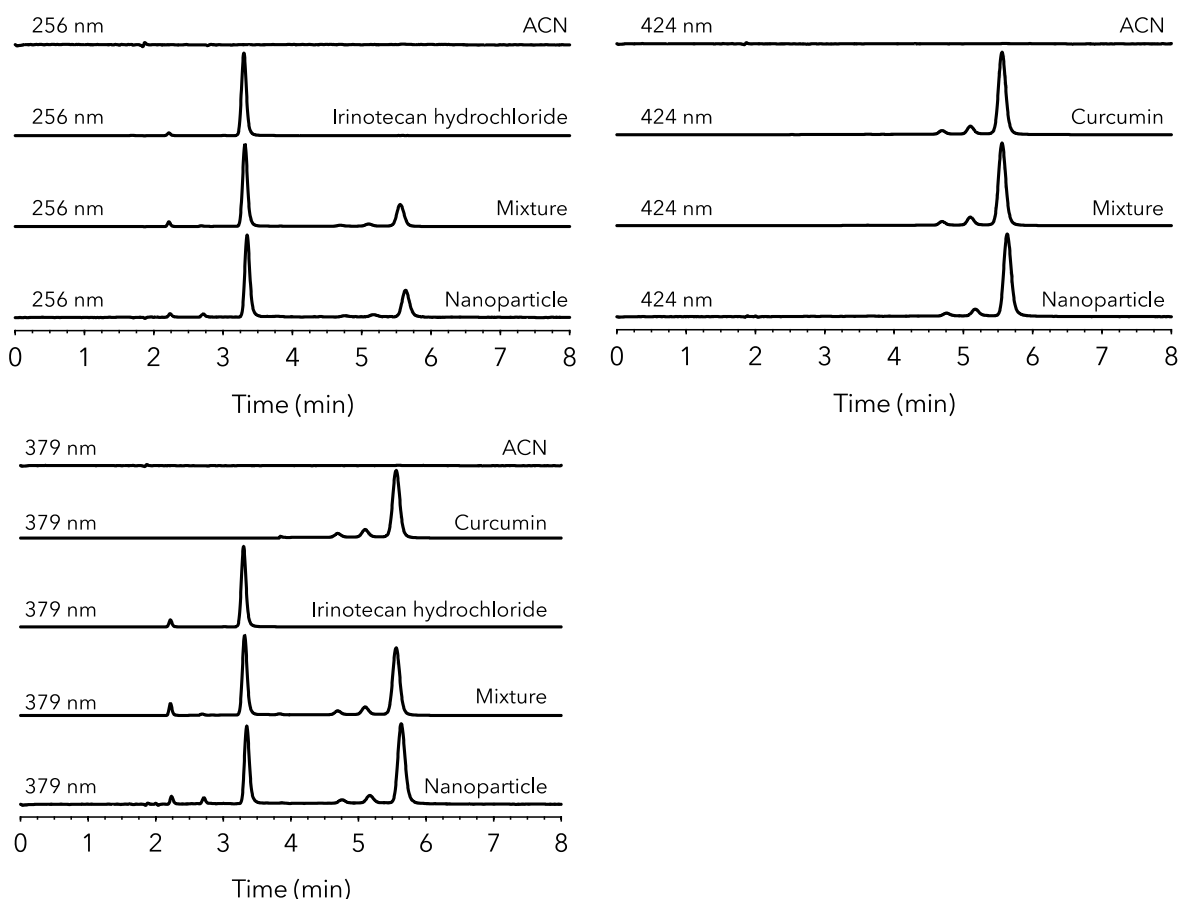 256 nm ACN
256 nm Irinotecan hydrochloride
256 nm Mixture
256 nm Nanoparticle
0 1 2 3 4 5 6 7 8
Time (min)
424 nm ACN
424 nm Curcumin
424 nm Mixture
424 nm Nanoparticle
0 1 2 3 4 5 6 7 8
Time (min)
379 nm ACN
379 nm Curcumin
379 nm Irinotecan hydrochloride
379 nm Mixture
379 nm Nanoparticle
0 1 2 3 4 5 6 7 8
Time (min)